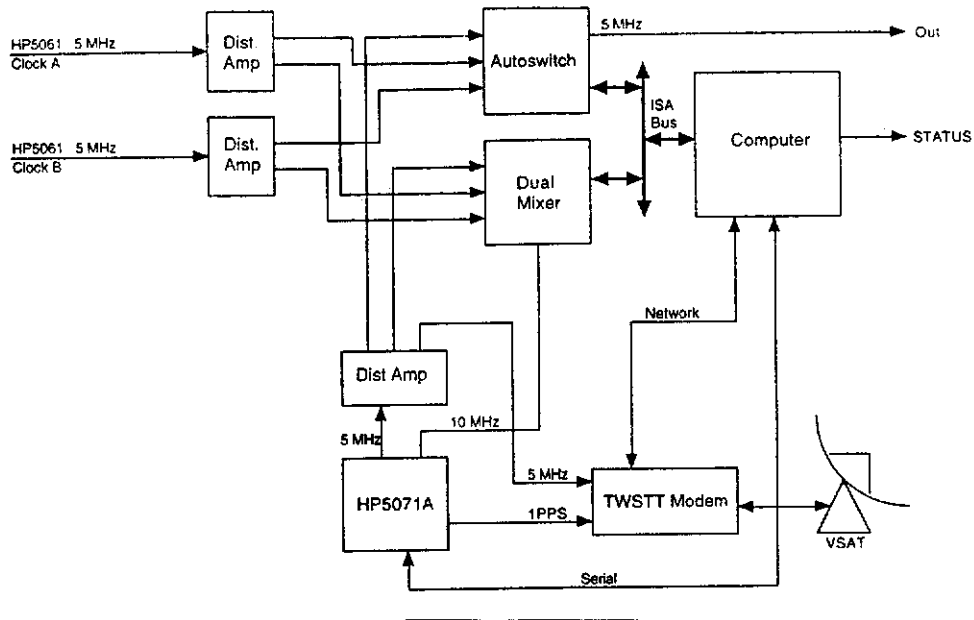 HP5061 5 MHz
Clock A
Dist.
Amp
Autoswitch
5 MHz
Out
ISA
Bus
Computer
STATUS
HP5061 5 MHz
Clock B
Dist.
Amp
Dual
Mixer
Network
Dist Amp
5 MHz
10 MHz
HP5071A
5 MHz
1PPS
TWSTT Modem
VSAT
Serial